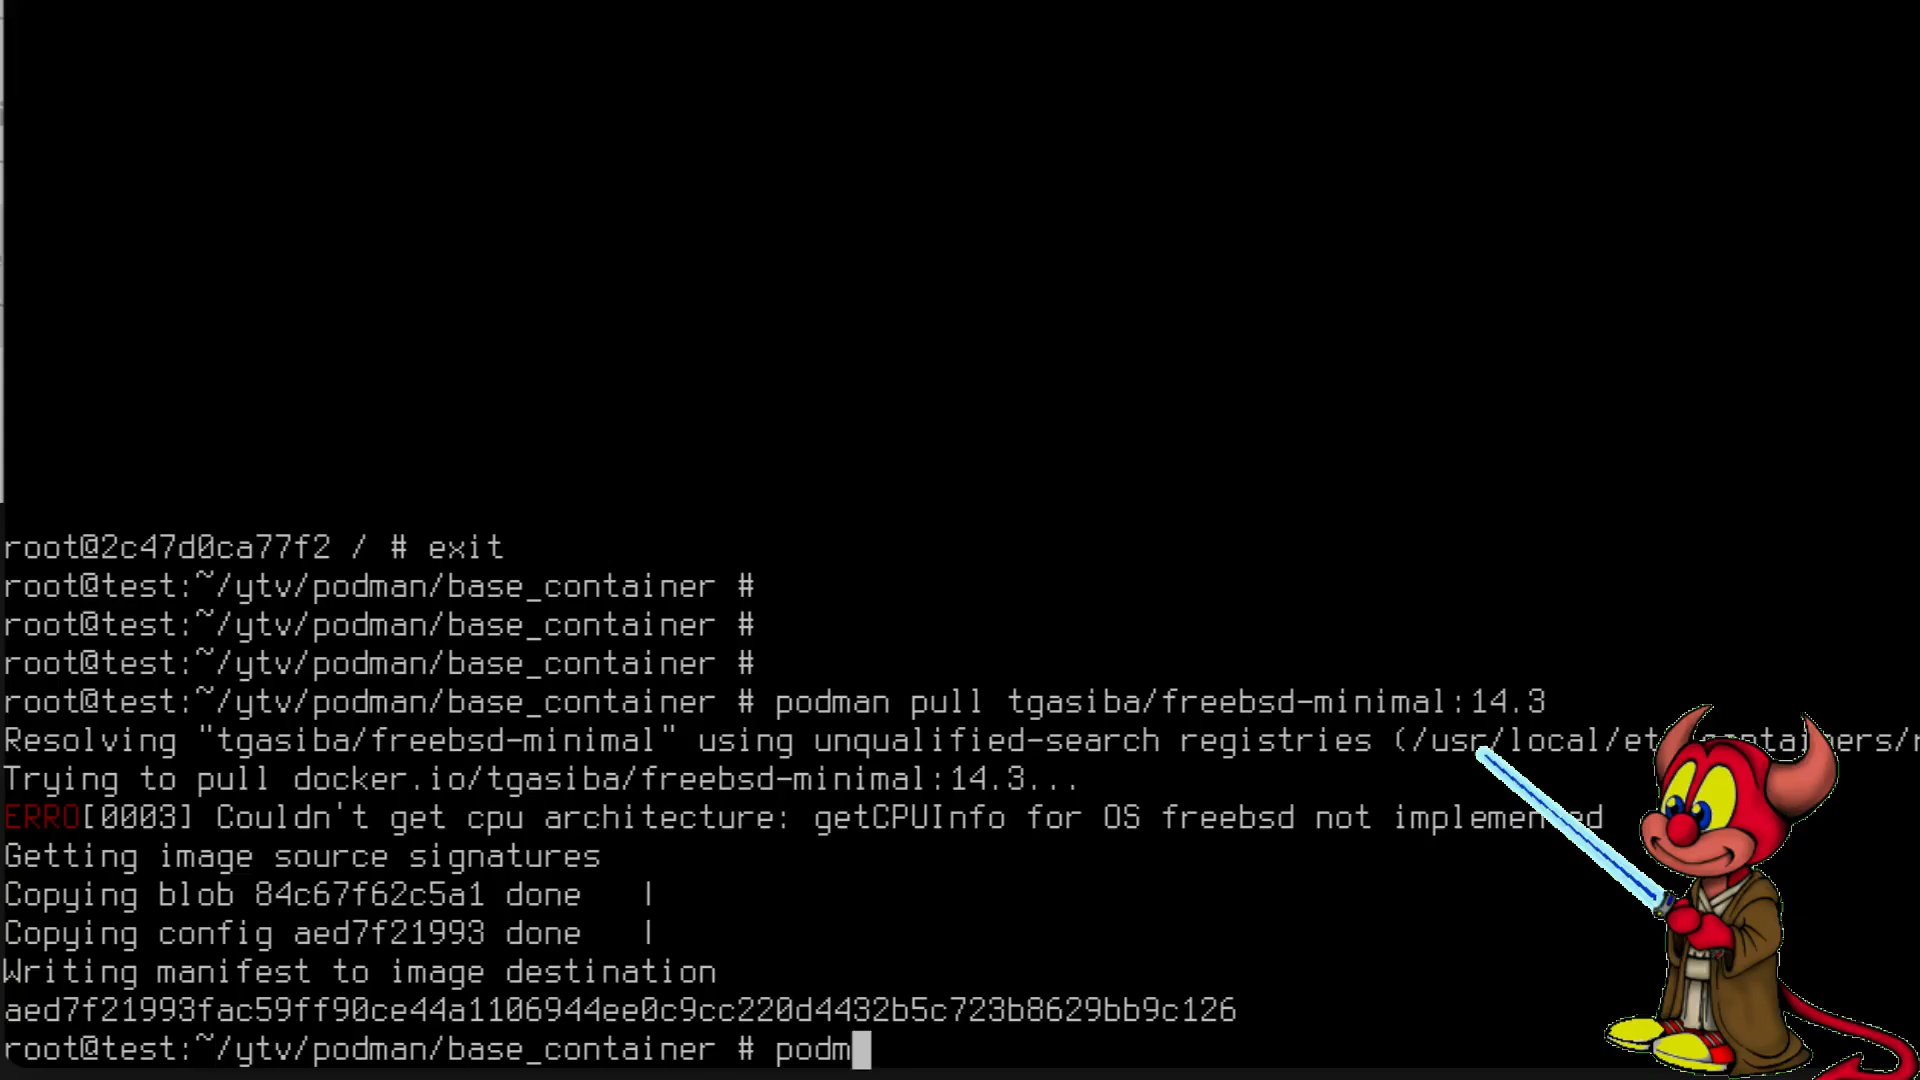 root@2c47d0ca77f2 / # exit
root@test:~/ytv/podman/base_container #
root@test:~/ytv/podman/base_container #
root@test:~/ytv/podman/base_container #
root@test:~/ytv/podman/base_container # podman pull tgasiba/freebsd-minimal:14.3
Resolving "tgasiba/freebsd-minimal" using unqualified-search registries (/usr/local/et
Trying to pull docker.io/tgasiba/freebsd-minimal:14.3...
ERRO[0003] Couldn't get cpu architecture: getCPUInfo for OS freebsd not implemented
Getting image source signatures
Copying blob 84c67f62c5a1 done |
Copying config aed7f21993 done |
Writing manifest to image destination
aed7f21993fac59ff90ce44a1106944ee0c9cc220d4432b5c723b8629bb9c126
root@test:~/ytv/podman/base_container # podm